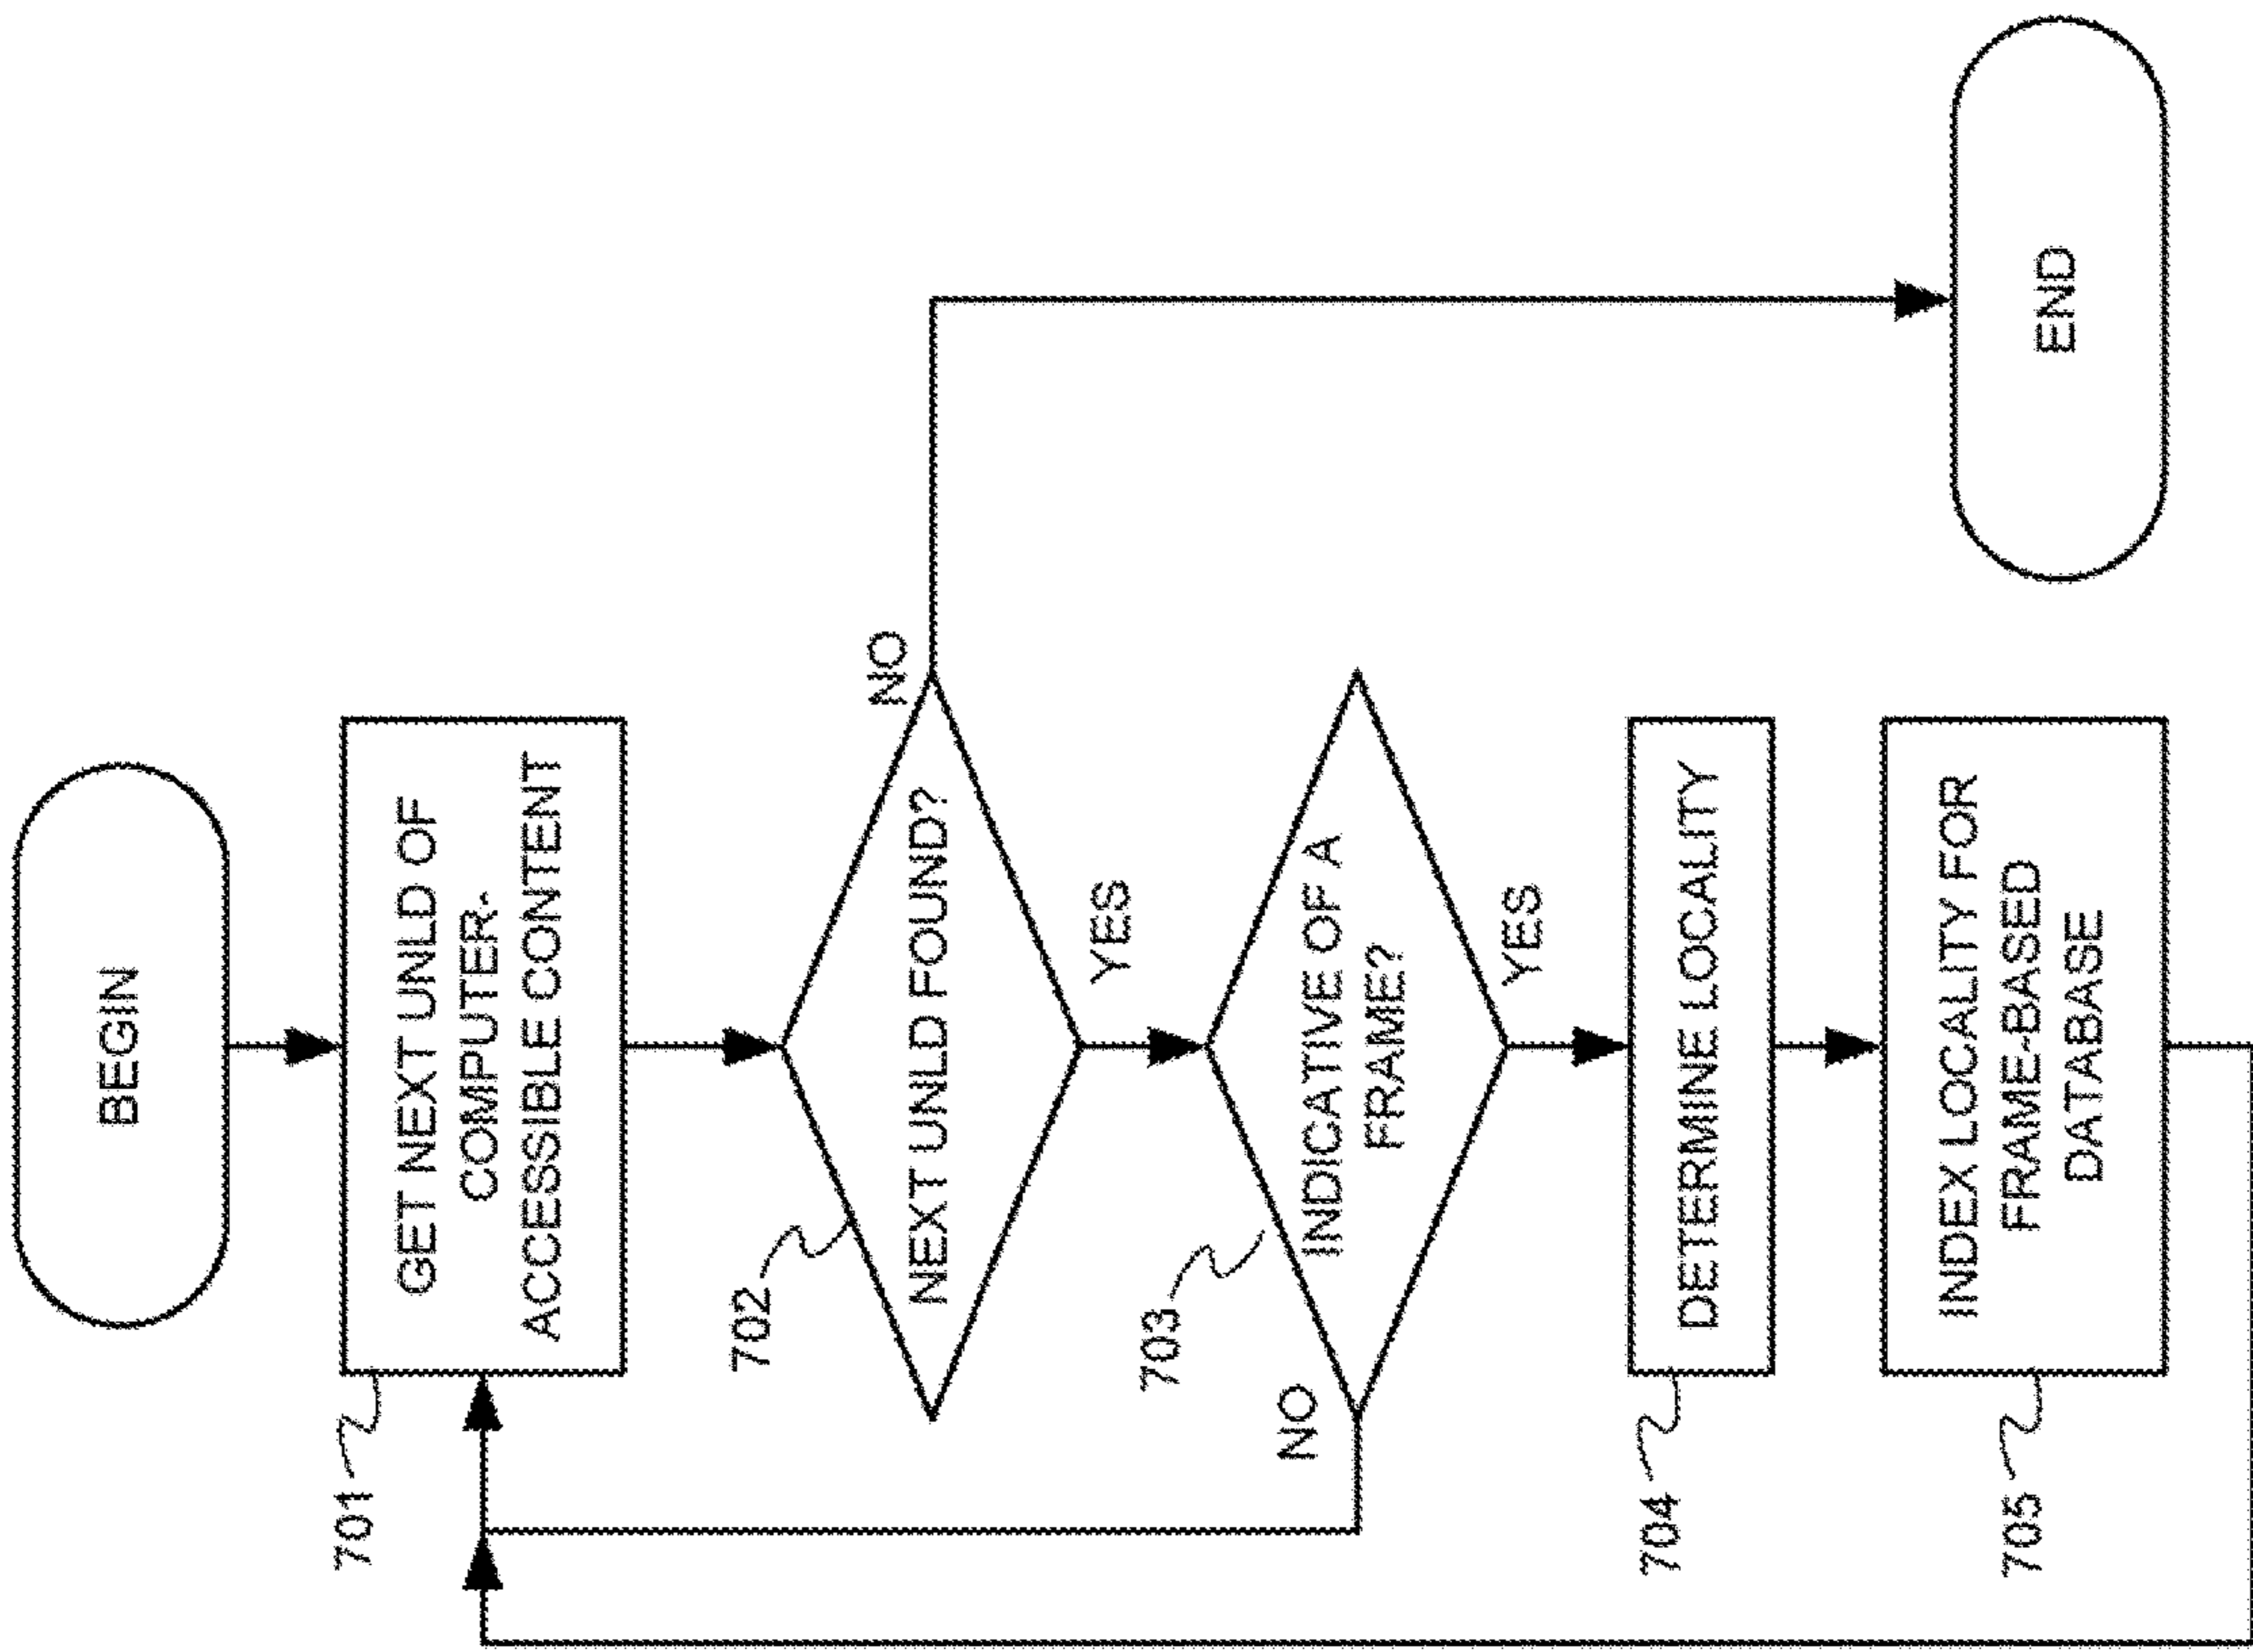 BEGIN
701
GET NEXT UNLD OF
COMPUTER-
ACCESSIBLE CONTENT
702
NEXT UNLD FOUND?
NO
YES
703
INDICATIVE OF A
FRAME?
NO
YES
704
DETERMINE LOCALITY
705
INDEX LOCALITY FOR
FRAME-BASED
DATABASE
END